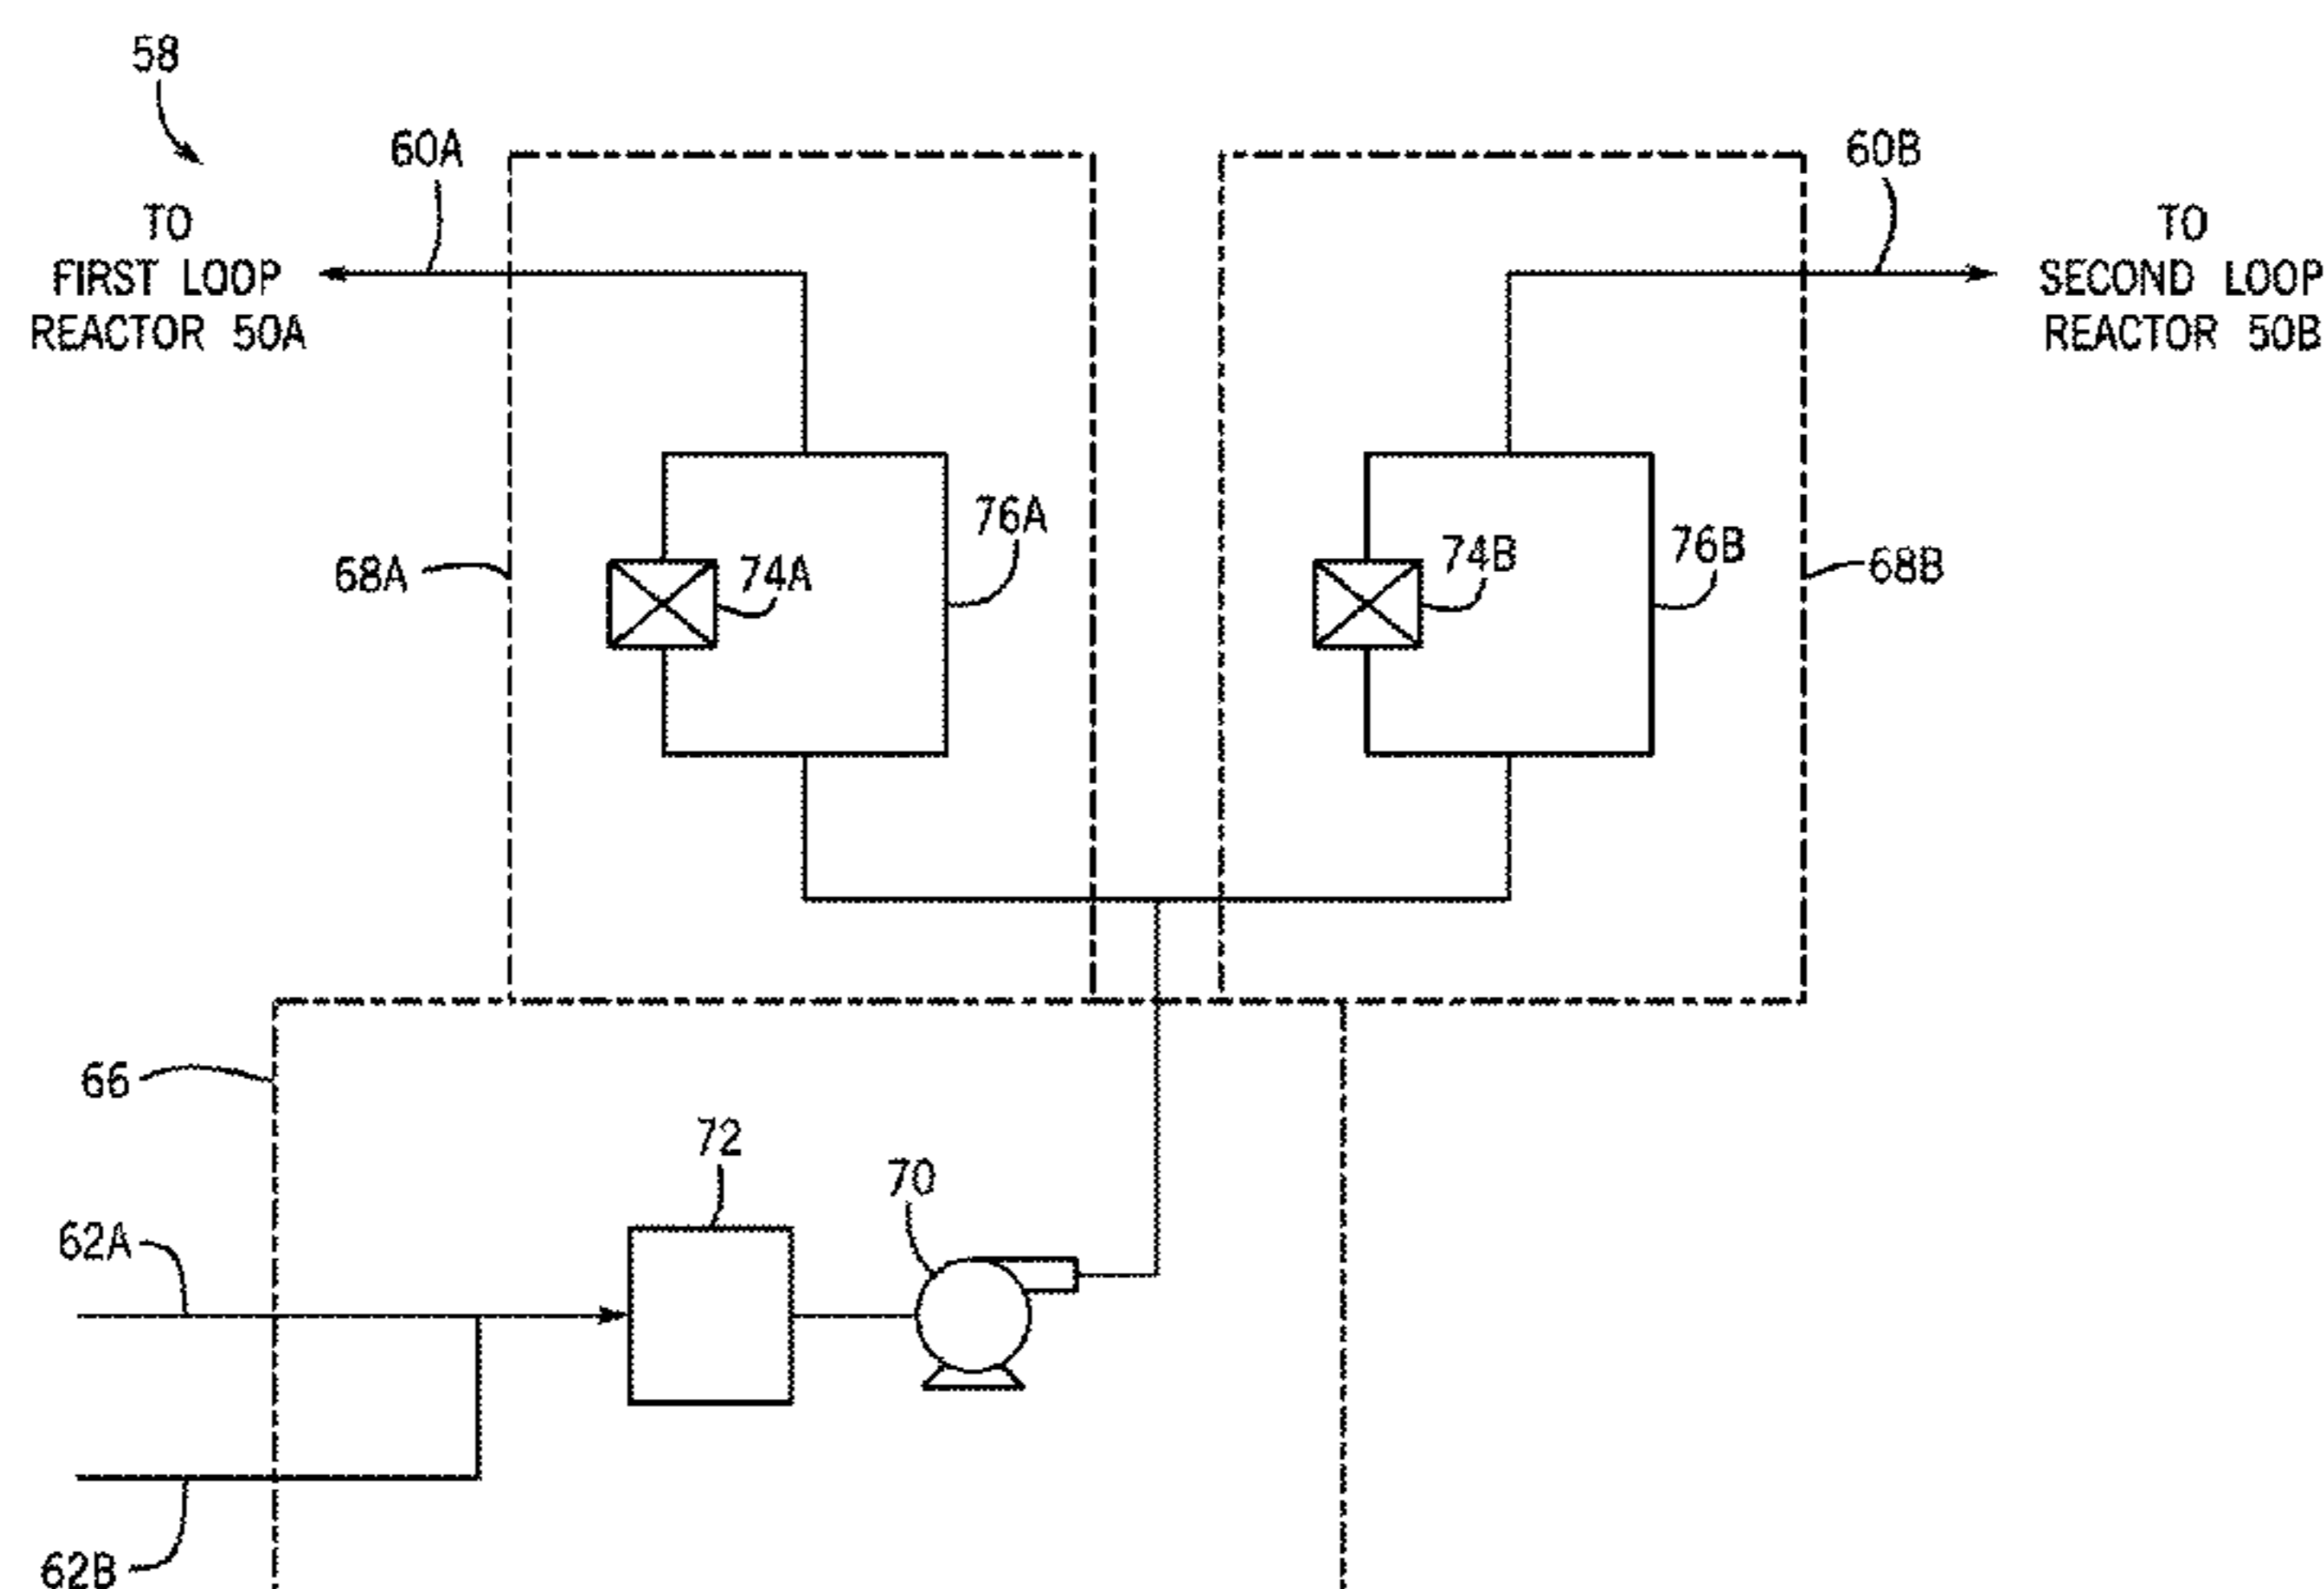 58
60A
60B
TO
FIRST LOOP
REACTOR 50A
TO
SECOND LOOP
REACTOR 50B
76A
68A
74A
74B
76B
68B
66
72
70
62A
62B